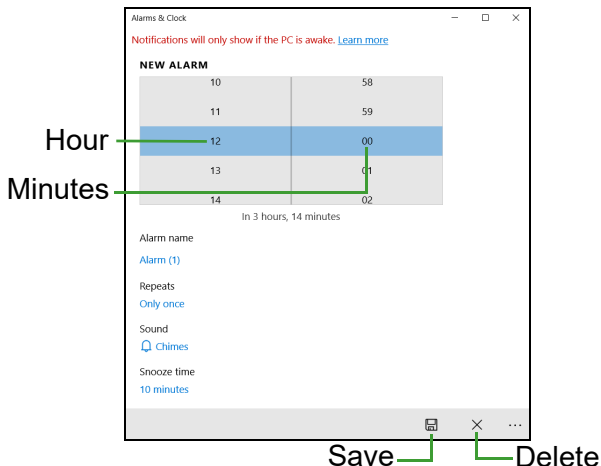 Alarms & Clock
Notifications will only show if the PC is awake. Learn more
NEW ALARM
10 58
11 59
Hour 12 00
Minutes 13 01
14 02
In 3 hours, 14 minutes
Alarm name
Alarm (1)
Repeats
Only once
Sound
Chimes
Snooze time
10 minutes
Save Delete